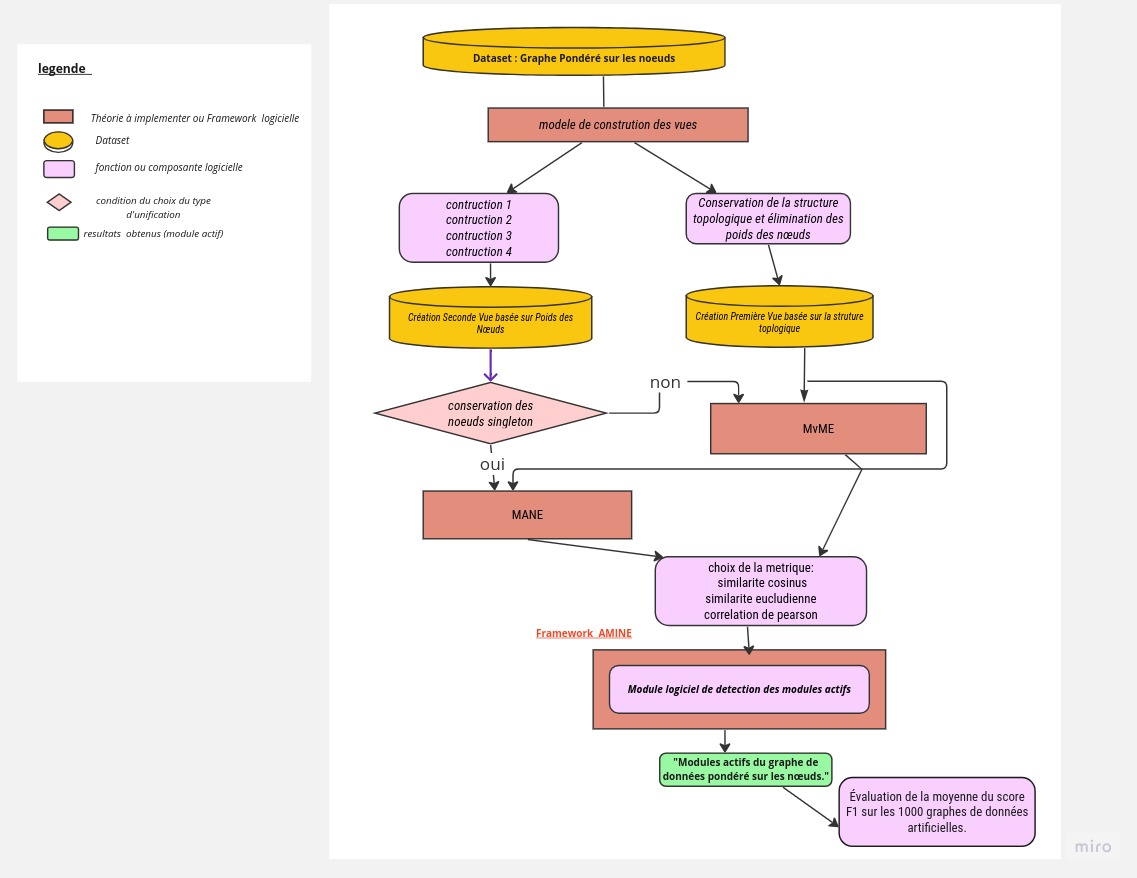 legende
Théorie à implementer ou Framework logicielle
Dataset
fonction ou composante logicielle
condition du choix du type
d'unification
resultats obtenus (module actif)
Dataset : Graphe Pondéré sur les noeuds
modele de constrution des vues
contruction 1
contruction 2
contruction 3
contruction 4
Conservation de la structure
topologique et élimination des
poids des nœuds
Création Seconde Vue basée sur Poids des
Nœuds
Création Première Vue basée sur la struture
toplogique
conservation des
noeuds singleton
non
MvME
oui
MANE
choix de la metrique:
similarite cosinus
similarite eucludienne
correlation de pearson
Framework AMINE
Module logiciel de detection des modules actifs
"Modules actifs du graphe de
données pondéré sur les nœuds."
Évaluation de la moyenne du score
F1 sur les 1000 graphes de données
artificielles.
miro